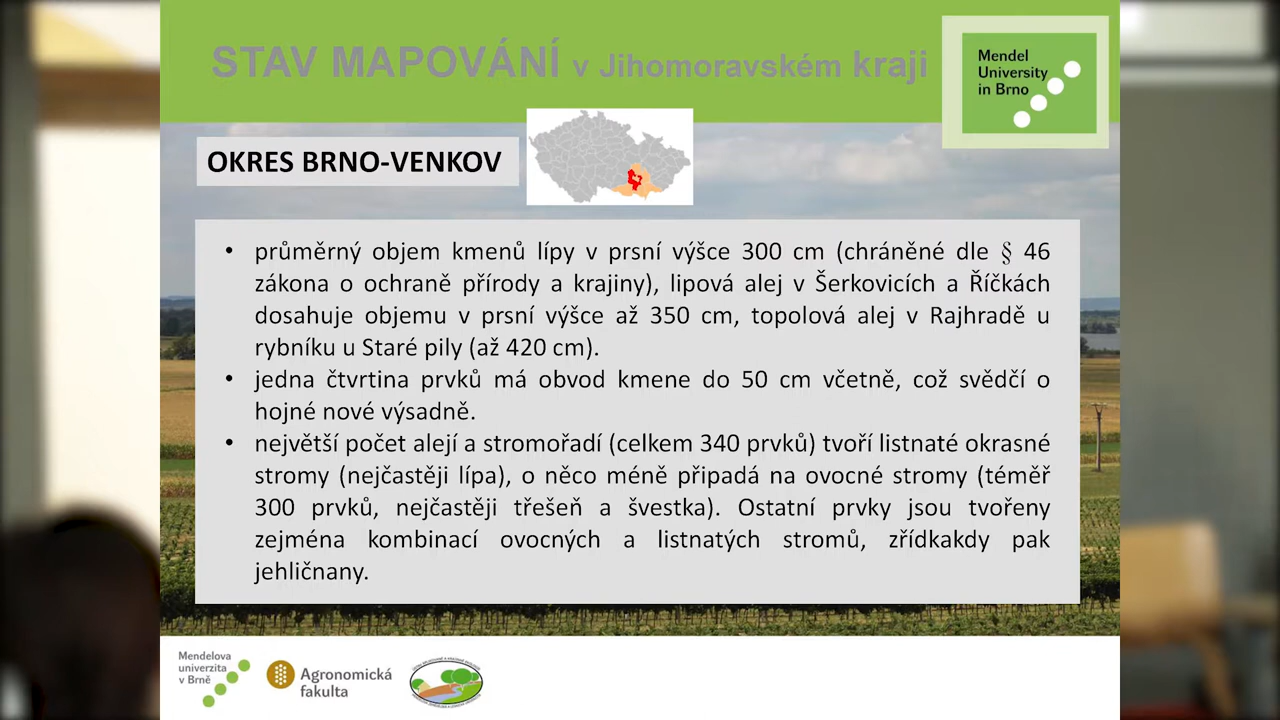 STAV MAPOVÁNÍ v Jihomoravském kraji
Mendel
University
in Brno
OKRES BRNO-VENKOV
• průměrný objem kmenů lípy v prsní výšce 300 cm (chráněné dle § 46
zákona o ochraně přírody a krajiny), lipová alej v Šerkovicích a Říčkách
dosahuje objemu v prsní výšce až 350 cm, topolová alej v Rajhradě u
rybníku u Staré pily (až 420 cm).
• jedna čtvrtina prvků má obvod kmene do 50 cm včetně, což svědčí o
hojné nové výsadně.
• největší počet alejí a stromořadí (celkem 340 prvků) tvoří listnaté okrasné
stromy (nejčastěji lípa), o něco méně připadá na ovocné stromy (téměř
300 prvků, nejčastěji třešeň a švestka). Ostatní prvky jsou tvořeny
zejména kombinací ovocných a listnatých stromů, zřídkakdy pak
jehličnany.
Mendelova
univerzita
v Brně
Agronomická
fakulta